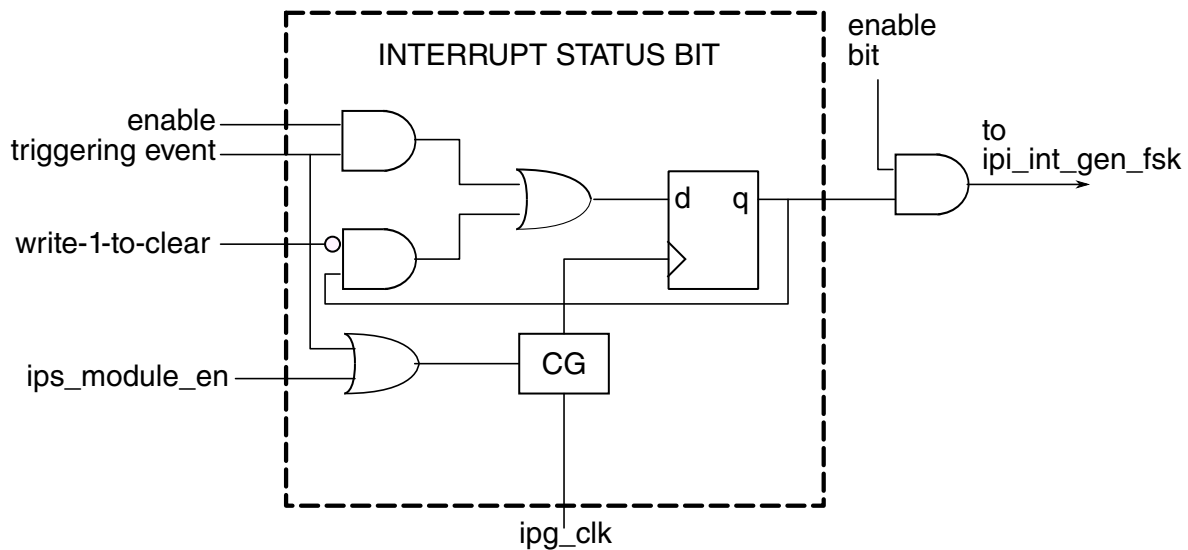 INTERRUPT STATUS BIT
enable
bit
enable
triggering event
to
ipi_int_gen_fsk
write-1-to-clear
d
q
ips_module_en
CG
ipg_clk